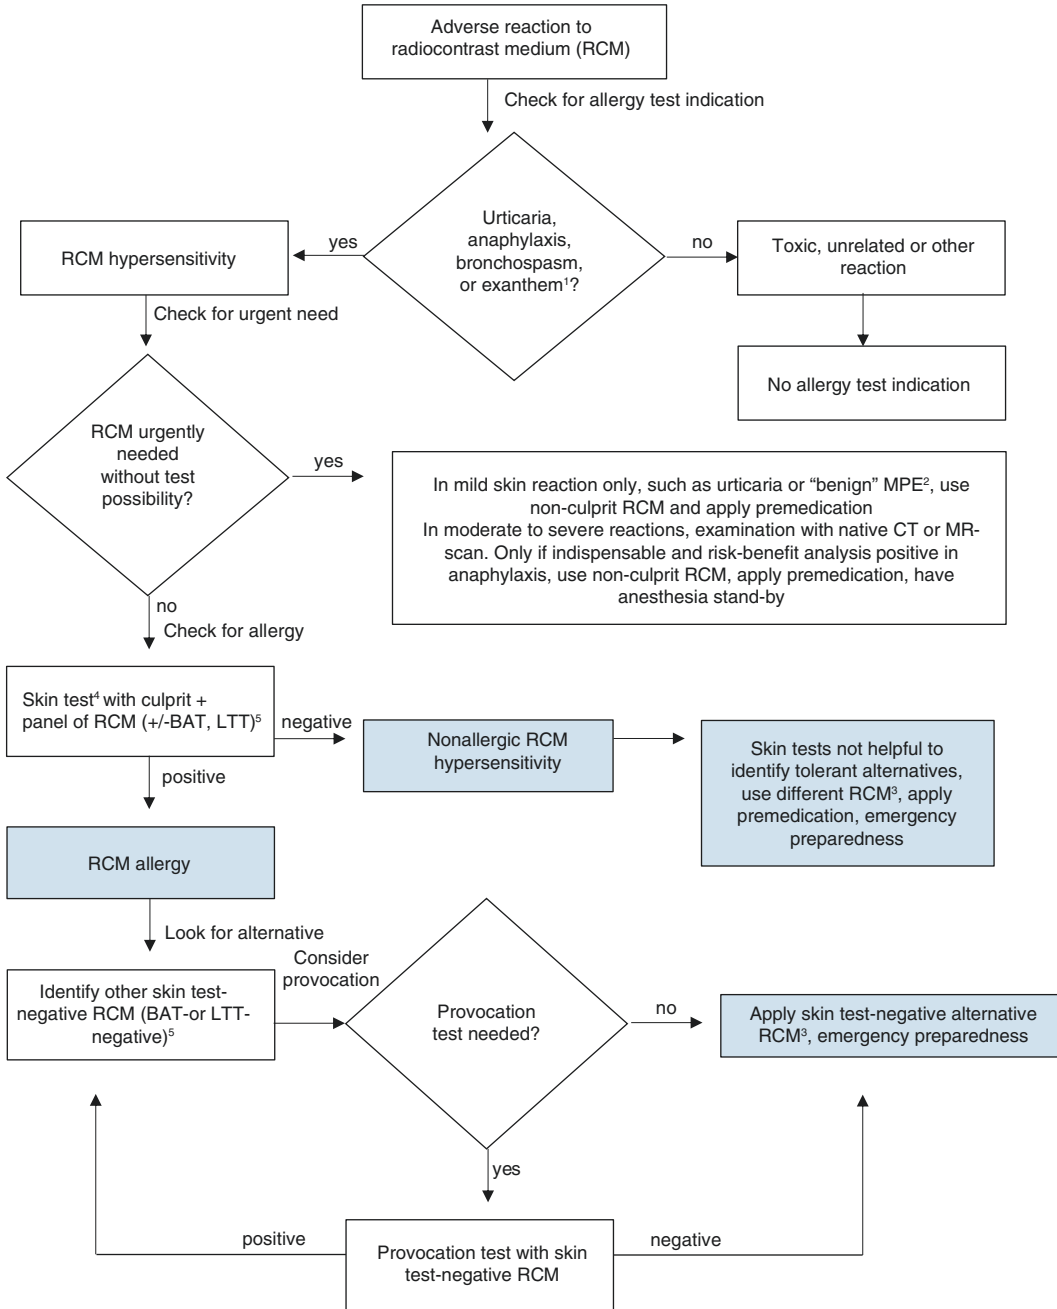 Adverse reaction to
radiocontrast medium (RCM)
Check for allergy test indication
Urticaria,
anaphylaxis,
bronchospasm,
or exanthem¹?
yes
no
RCM hypersensitivity
Toxic, unrelated or other
reaction
Check for urgent need
No allergy test indication
RCM urgently
needed
without test
possibility?
yes
In mild skin reaction only, such as urticaria or “benign” MPE², use
non-culprit RCM and apply premedication
In moderate to severe reactions, examination with native CT or MR-
scan. Only if indispensable and risk-benefit analysis positive in
anaphylaxis, use non-culprit RCM, apply premedication, have
anesthesia stand-by
no
Check for allergy
Skin test⁴ with culprit +
panel of RCM (+/-BAT, LTT)⁵
negative
Nonallergic RCM
hypersensitivity
Skin tests not helpful to
identify tolerant alternatives,
use different RCM³, apply
premedication, emergency
preparedness
positive
RCM allergy
Look for alternative
Consider
provocation
Identify other skin test-
negative RCM (BAT-or LTT-
negative)⁵
Provocation
test needed?
no
Apply skin test-negative alternative
RCM³, emergency preparedness
yes
positive
Provocation test with skin
test-negative RCM
negative